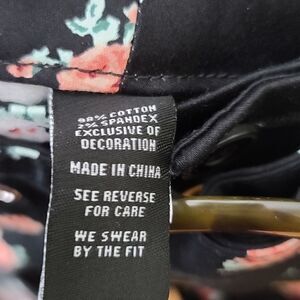 98% COTTON
2% SPANDEX
EXCLUSIVE OF
DECORATION
MADE IN CHINA
SEE REVERSE
FOR CARE
WE SWEAR
BY THE FIT